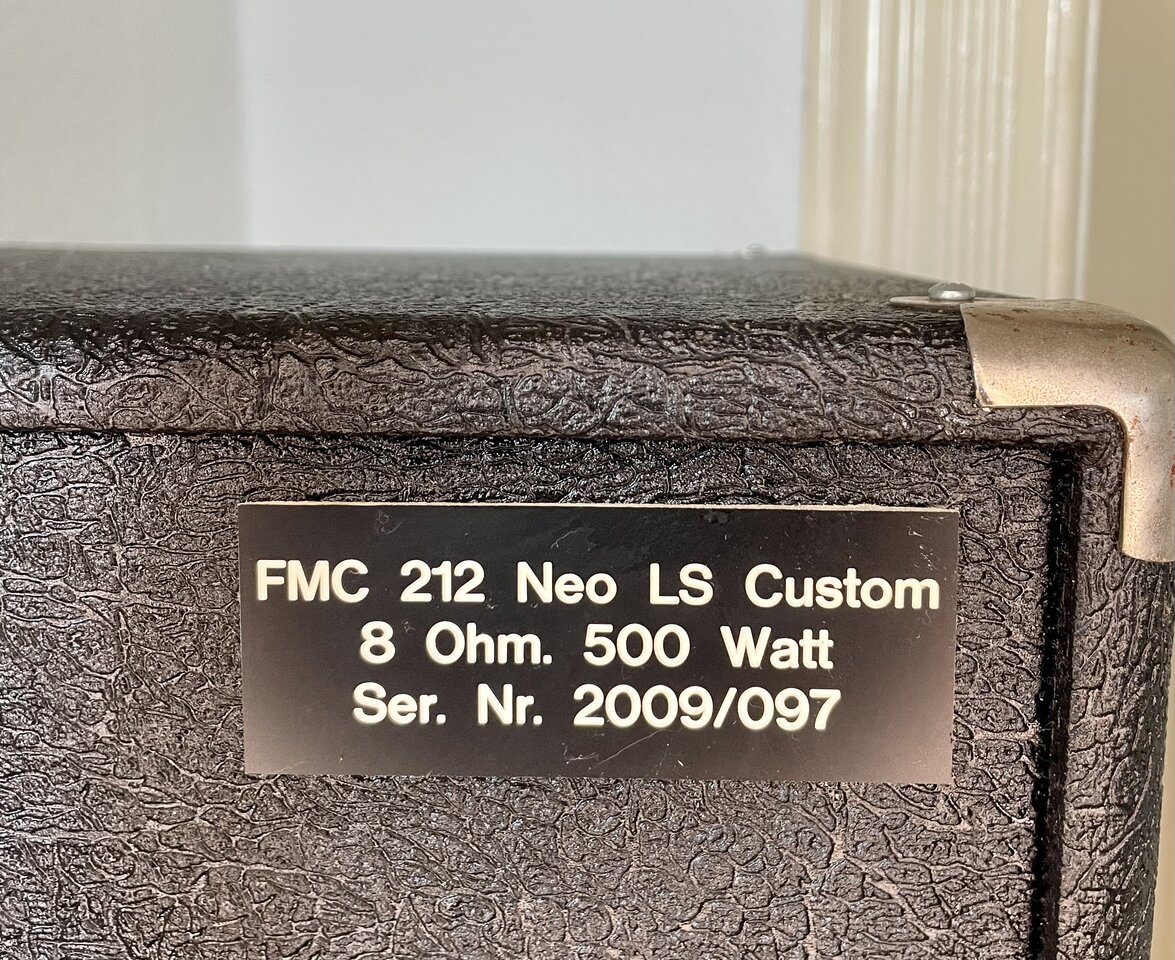 FMC 212 Neo LS Custom
8 Ohm. 500 Watt
Ser. Nr. 2009/097